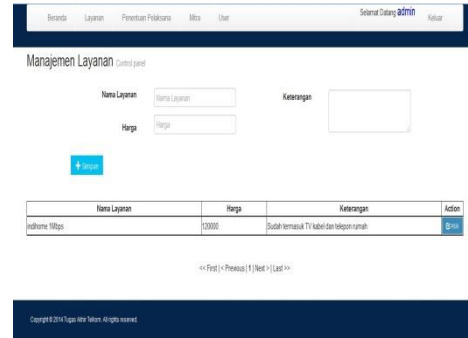 Beranda Layanan Penentuan Pelaksana Mitra User Selamat Datang admin Keluar
Manajemen Layanan Control panel
Nama Layanan Nama Layanan Keterangan
Harga Harga
+ Simpan
Nama Layanan Harga Keterangan Action
indihome 1Mbps 120000 Sudah termasuk TV kabel dan telepon rumah
<< First | < Previous | 1 | Next > | Last >>
Copyright © 2014 Tugas Akhir Telkom. All rights reserved.